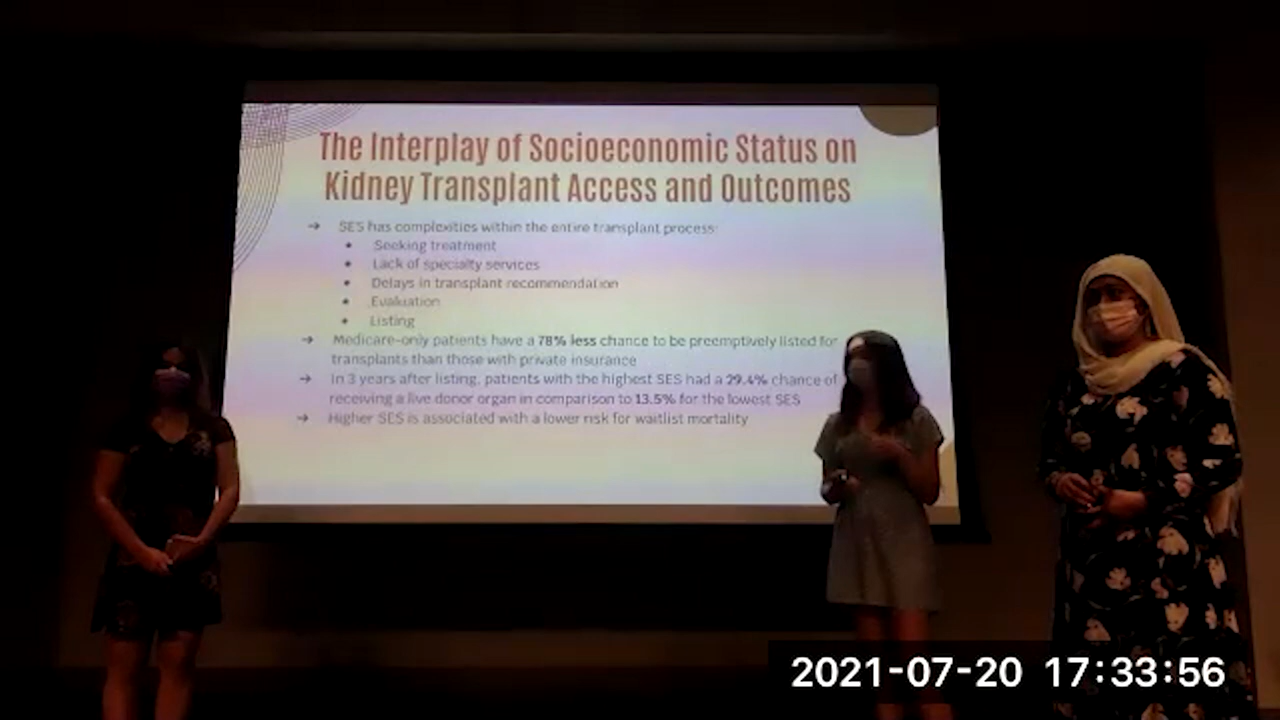 The Interplay of Socioeconomic Status on
Kidney Transplant Access and Outcomes
➔ SES has complexities within the entire transplant process:
● Seeking treatment
● Lack of specialty services
● Delays in transplant recommendation
● Evaluation
● Listing
➔ Medicare-only patients have a 78% less chance to be preemptively listed for
transplants than those with private insurance
➔ In 3 years after listing, patients with the highest SES had a 29.4% chance of
receiving a live donor organ in comparison to 13.5% for the lowest SES
➔ Higher SES is associated with a lower risk for waitlist mortality
2021-07-20 17:33:56